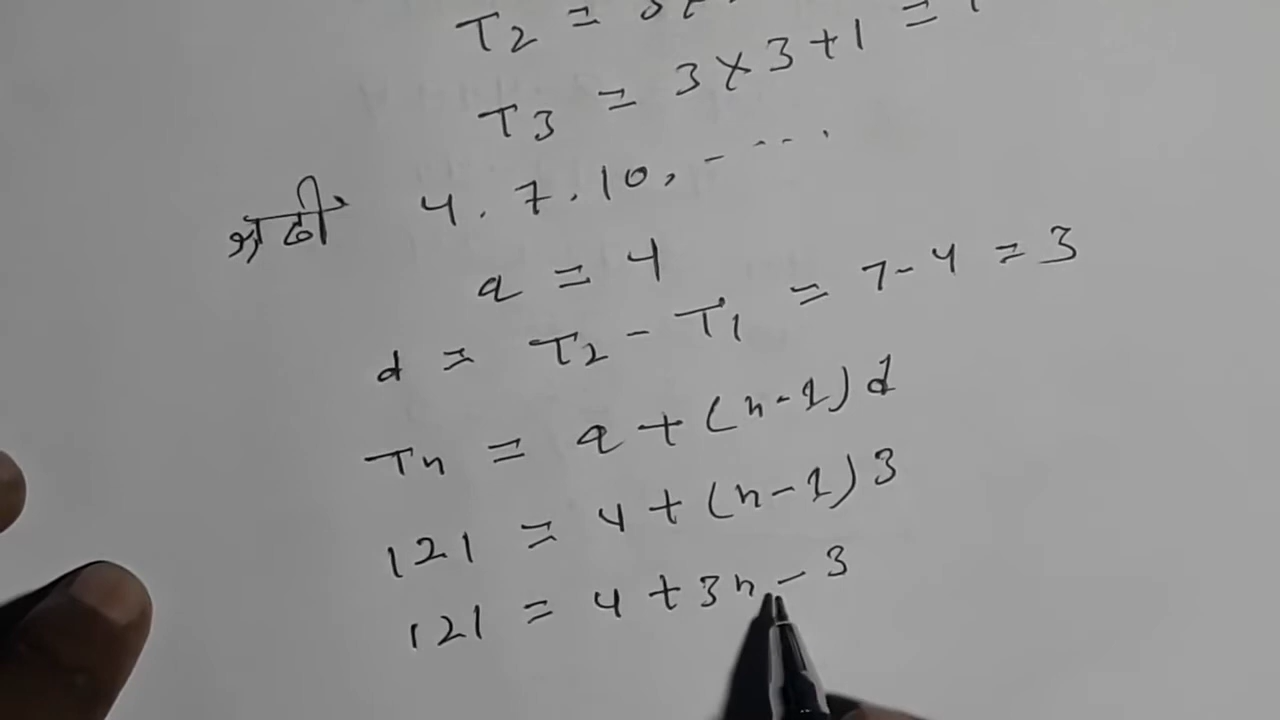 T2 =
T3 = 3×3+1 =
श्रेढी 4, 7, 10, - - - - .
a = 4
d = T2 - T1 = 7-4 = 3
Tn = a + (n-1)d
121 = 4 + (n-1)3
121 = 4 + 3n - 3